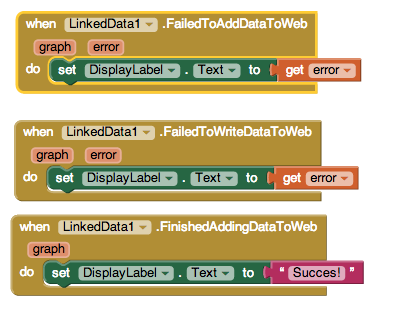 when LinkedData1 .FailedToAddDataToWeb
graph error
do set DisplayLabel . Text to get error
when LinkedData1 .FailedToWriteDataToWeb
graph error
do set DisplayLabel . Text to get error
when LinkedData1 .FinishedAddingDataToWeb
graph
do set DisplayLabel . Text to “ Succes! ”